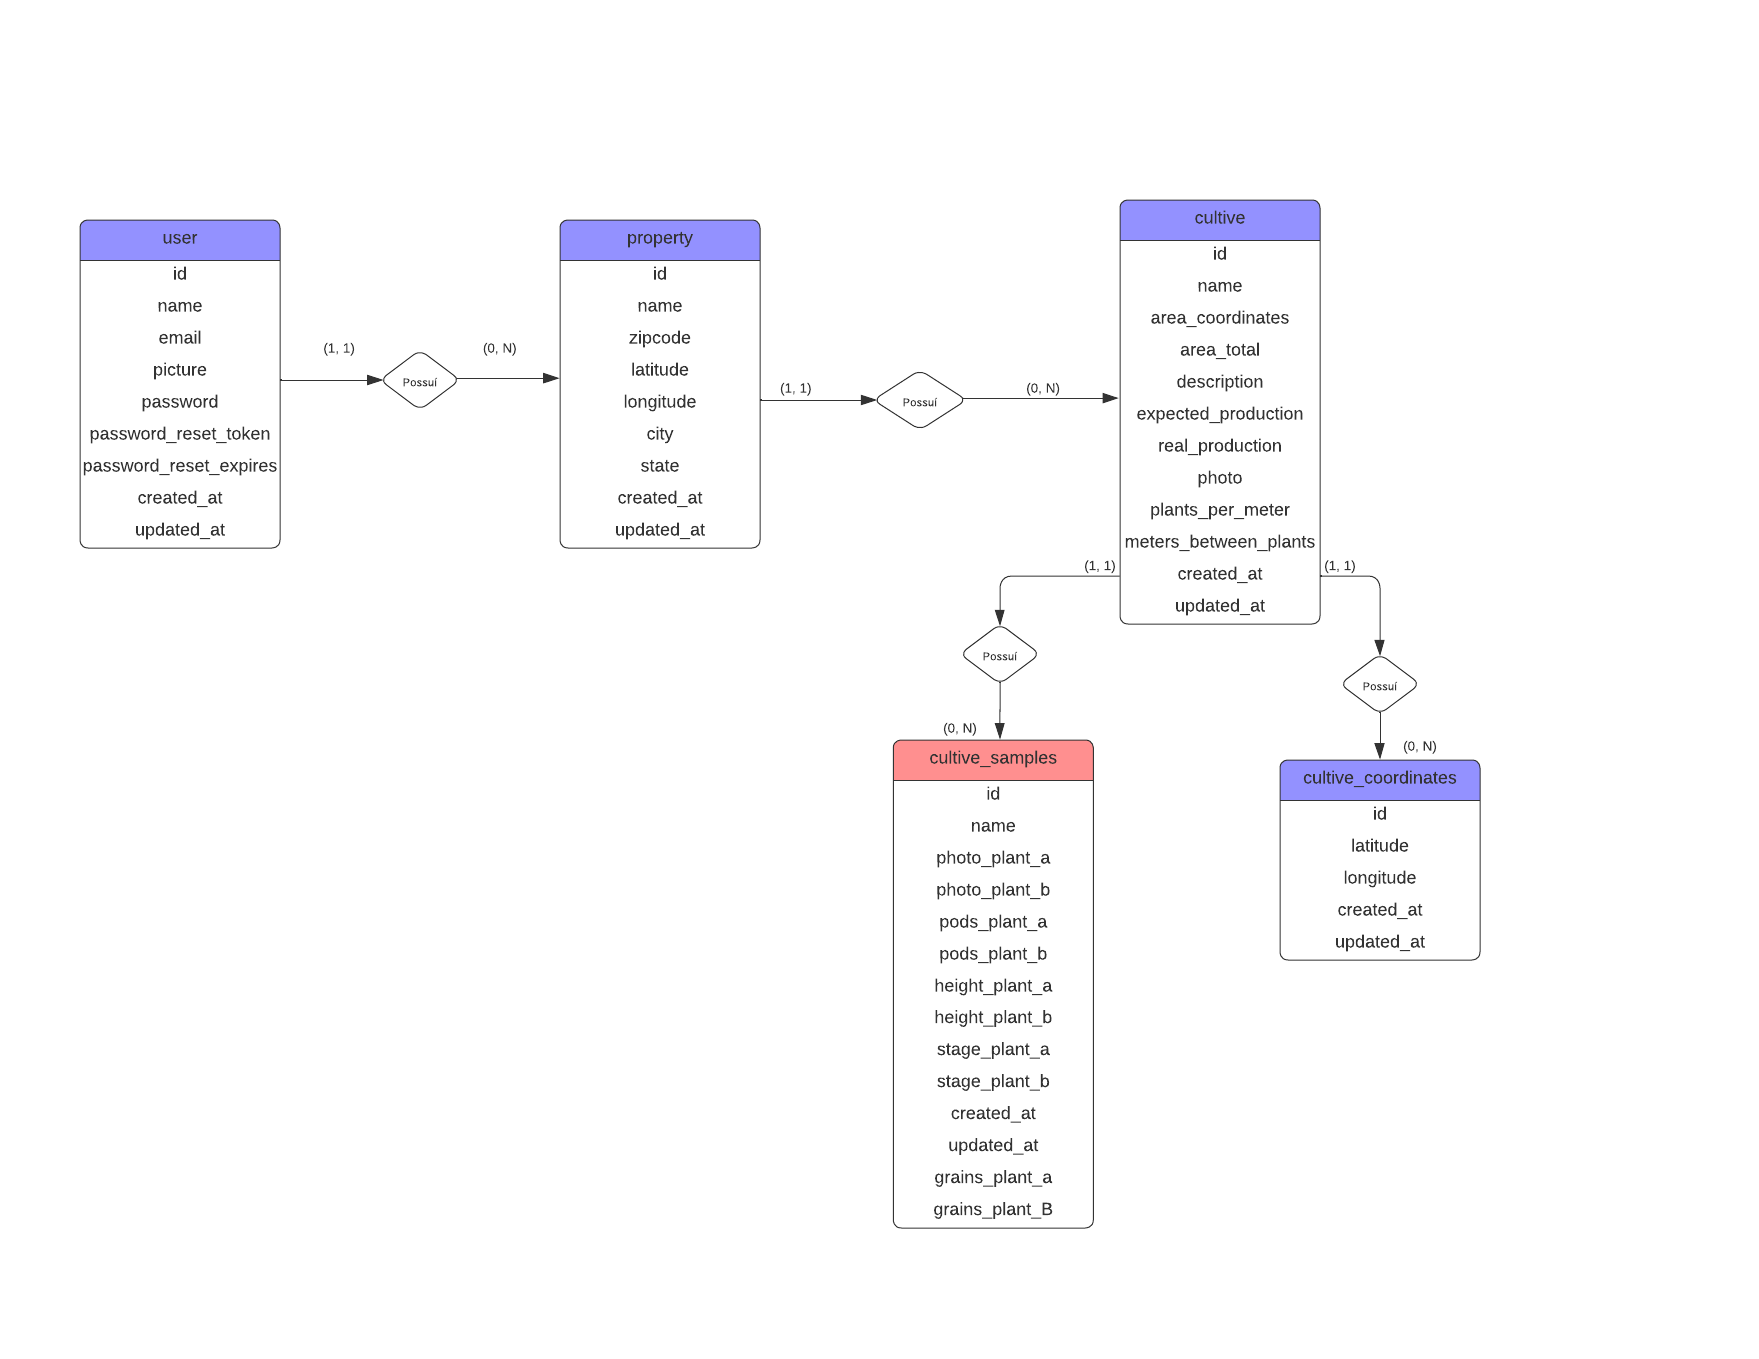 user
id
name
email
picture
password
password_reset_token
password_reset_expires
created_at
updated_at
(1, 1)
Possuí
(0, N)
property
id
name
zipcode
latitude
longitude
city
state
created_at
updated_at
(1, 1)
Possuí
(0, N)
cultive
id
name
area_coordinates
area_total
description
expected_production
real_production
photo
plants_per_meter
meters_between_plants
created_at
updated_at
(1, 1)
Possuí
(0, N)
cultive_samples
id
name
photo_plant_a
photo_plant_b
pods_plant_a
pods_plant_b
height_plant_a
height_plant_b
stage_plant_a
stage_plant_b
created_at
updated_at
grains_plant_a
grains_plant_B
(1, 1)
Possuí
(0, N)
cultive_coordinates
id
latitude
longitude
created_at
updated_at